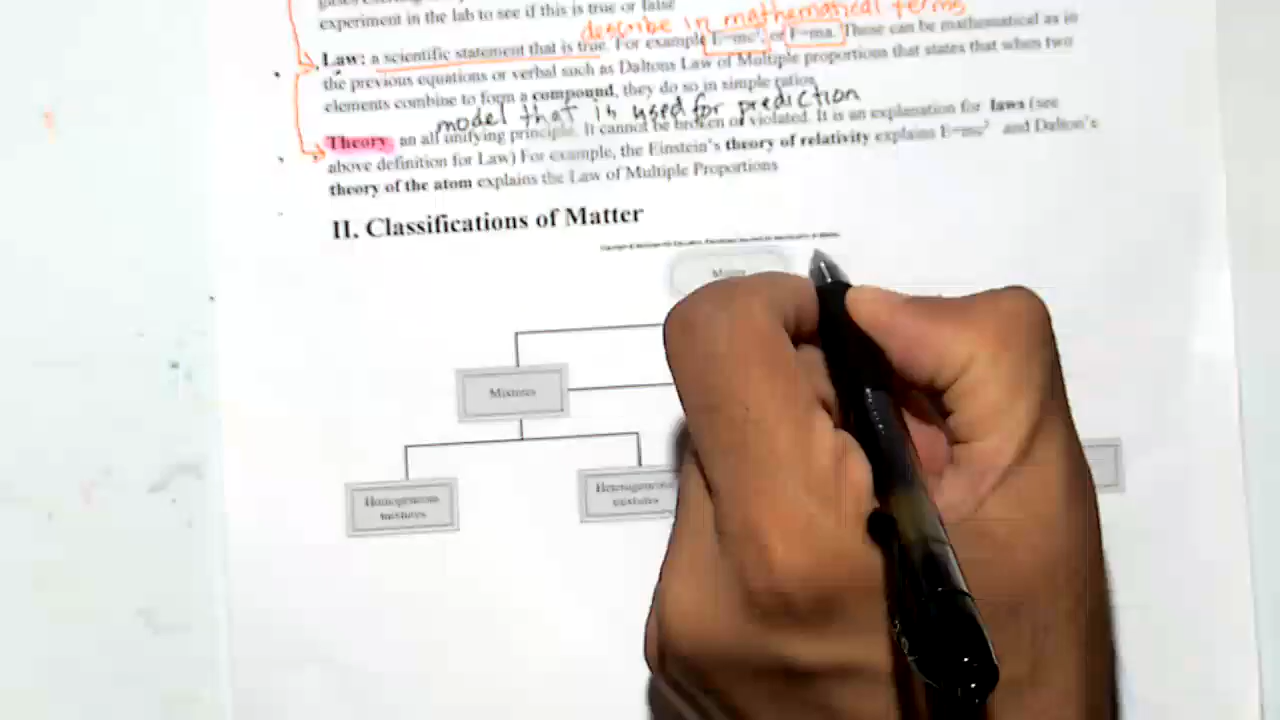 experiment in the lab to see if this is true or false
describe in mathematical terms
Law: a scientific statement that is true. For example E=mc² or F=ma. These can be mathematical as in
the previous equations or verbal such as Daltons Law of Multiple proportions that states that when two
elements combine to form a compound, they do so in simple ratios
model that is used for prediction
Theory: an all unifying principle. It cannot be broken or violated. It is an explanation for laws (see
above definition for Law) For example, the Einstein's theory of relativity explains E=mc² and Dalton's
theory of the atom explains the Law of Multiple Proportions
II. Classifications of Matter
Matter
Mixtures
Homogeneous
mixtures
Heterogeneous
mixtures